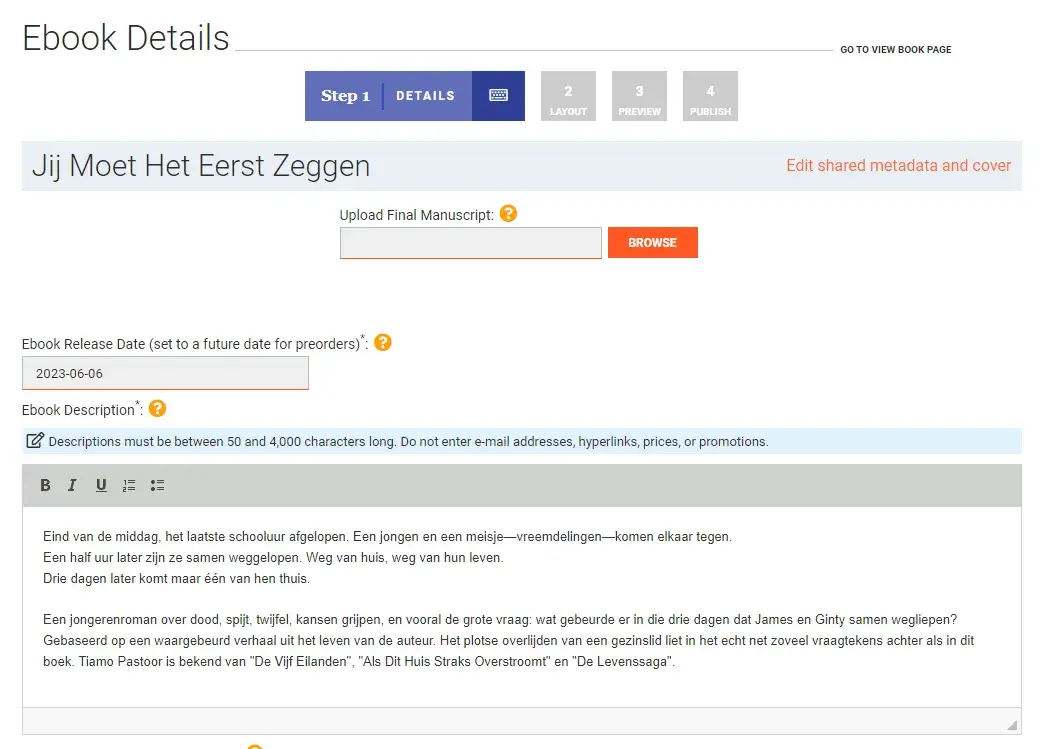 Ebook Details
GO TO VIEW BOOK PAGE
Step 1 DETAILS
2
LAYOUT
3
PREVIEW
4
PUBLISH
Jij Moet Het Eerst Zeggen
Edit shared metadata and cover
Upload Final Manuscript: ?
BROWSE
Ebook Release Date (set to a future date for preorders)*: ?
2023-06-06
Ebook Description*: ?
Descriptions must be between 50 and 4,000 characters long. Do not enter e-mail addresses, hyperlinks, prices, or promotions.
B I U
Eind van de middag, het laatste schooluur afgelopen. Een jongen en een meisje—vreemdelingen—komen elkaar tegen.
Een half uur later zijn ze samen weggelopen. Weg van huis, weg van hun leven.
Drie dagen later komt maar één van hen thuis.
Een jongerenroman over dood, spijt, twijfel, kansen grijpen, en vooral de grote vraag: wat gebeurde er in die drie dagen dat James en Ginty samen wegliepen?
Gebaseerd op een waargebeurd verhaal uit het leven van de auteur. Het plotse overlijden van een gezinslid liet in het echt net zoveel vraagtekens achter als in dit
boek. Tiamo Pastoor is bekend van "De Vijf Eilanden", "Als Dit Huis Straks Overstroomt" en "De Levenssaga".